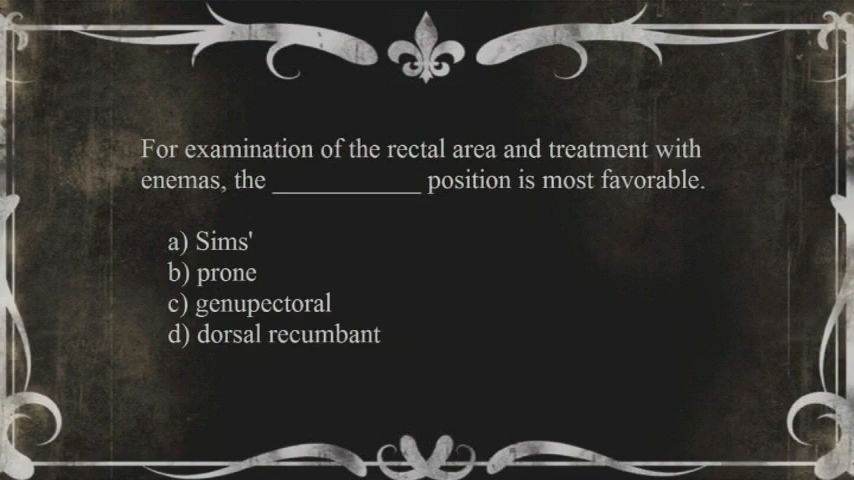 For examination of the rectal area and treatment with
enemas, the ___________ position is most favorable.
a) Sims'
b) prone
c) genupectoral
d) dorsal recumbant